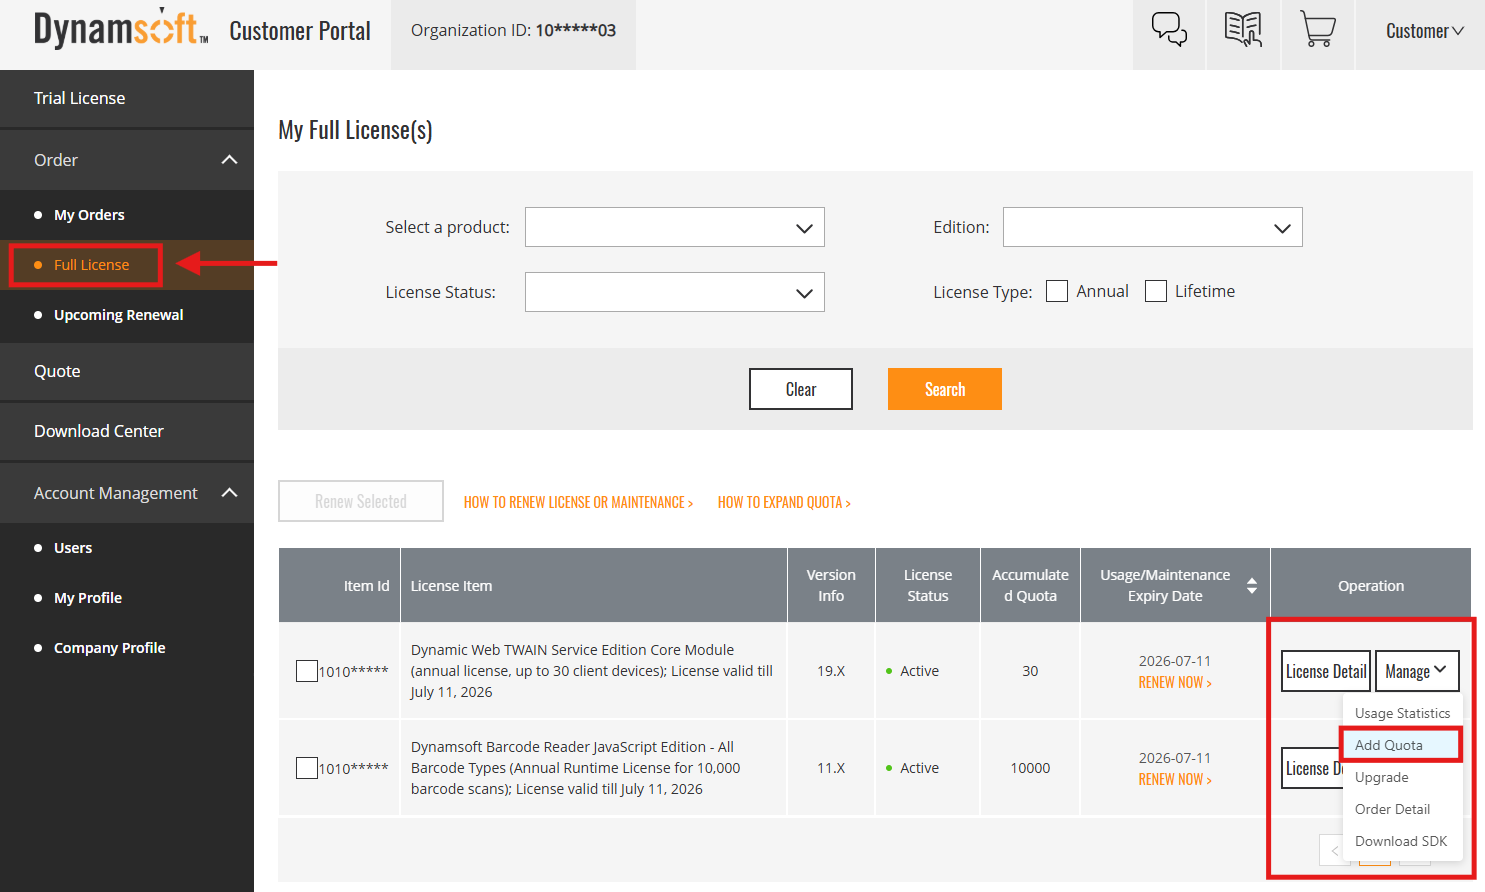 Dynamsoft™ Customer Portal Organization ID: 10*****03 Customer
Trial License
Order
My Orders
Full License
Upcoming Renewal
Quote
Download Center
Account Management
Users
My Profile
Company Profile
My Full License(s)
Select a product: Edition:
License Status: License Type: Annual Lifetime
Clear Search
Renew Selected HOW TO RENEW LICENSE OR MAINTENANCE > HOW TO EXPAND QUOTA >
Item Id License Item
Version
Info
License
Status
Accumulate
d Quota
Usage/Maintenance
Expiry Date
Operation
1010*****
Dynamic Web TWAIN Service Edition Core Module
(annual license, up to 30 client devices); License valid till
July 11, 2026
19.X Active 30
2026-07-11
RENEW NOW >
License Detail Manage
1010*****
Dynamsoft Barcode Reader JavaScript Edition - All
Barcode Types (Annual Runtime License for 10,000
barcode scans); License valid till July 11, 2026
11.X Active 10000
2026-07-11
RENEW NOW >
License D
Usage Statistics
Add Quota
Upgrade
Order Detail
Download SDK
<